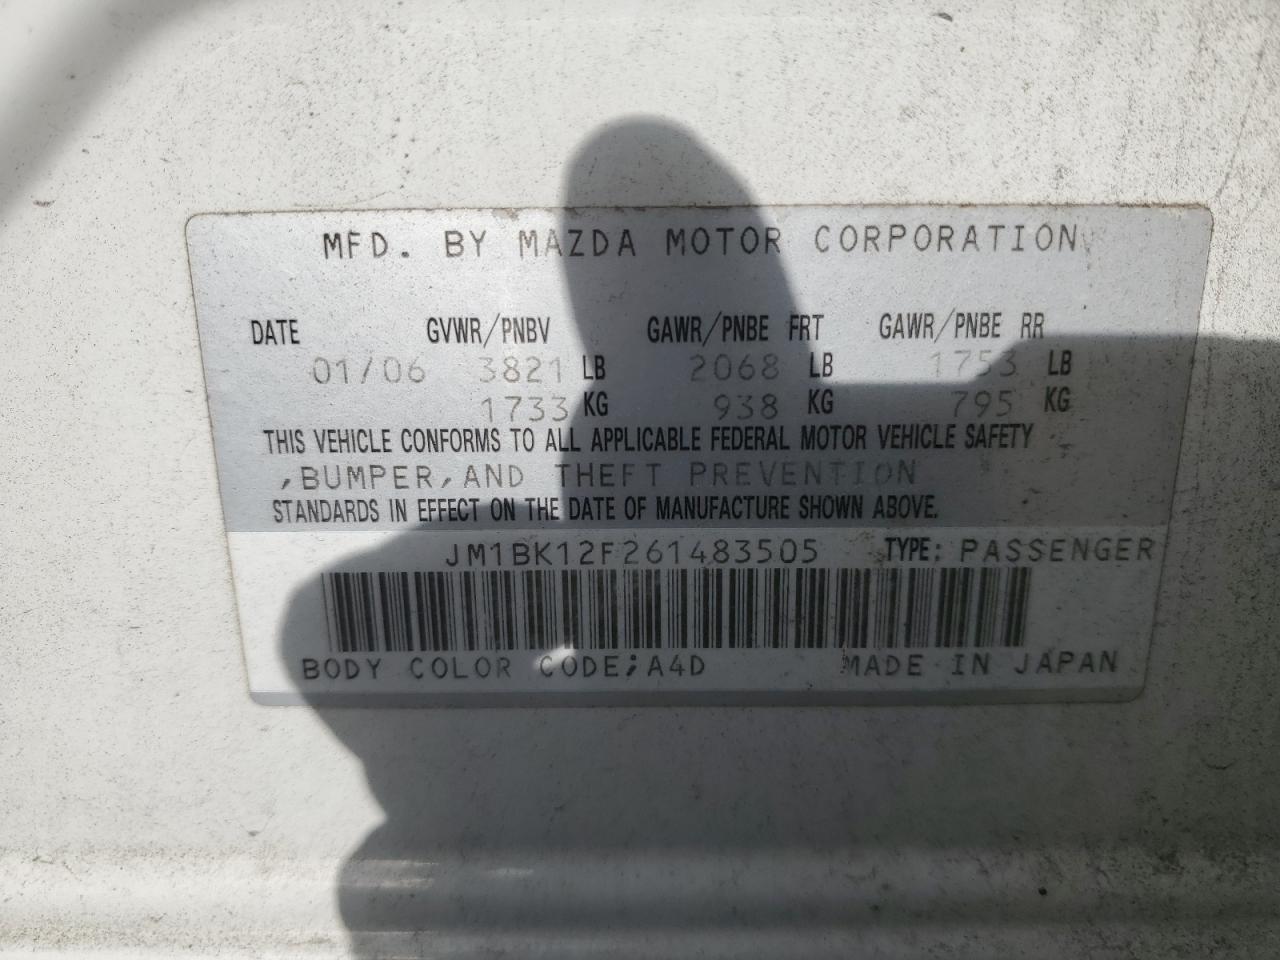 MFD. BY MAZDA MOTOR CORPORATION
DATE GVWR/PNBV GAWR/PNBE FRT GAWR/PNBE RR
01/06 3821 LB 2068 LB 1753 LB
1733 KG 938 KG 795 KG
THIS VEHICLE CONFORMS TO ALL APPLICABLE FEDERAL MOTOR VEHICLE SAFETY
,BUMPER,AND THEFT PREVENTION
STANDARDS IN EFFECT ON THE DATE OF MANUFACTURE SHOWN ABOVE.
JM1BK12F261483505 TYPE: PASSENGER
BODY COLOR CODE;A4D MADE IN JAPAN